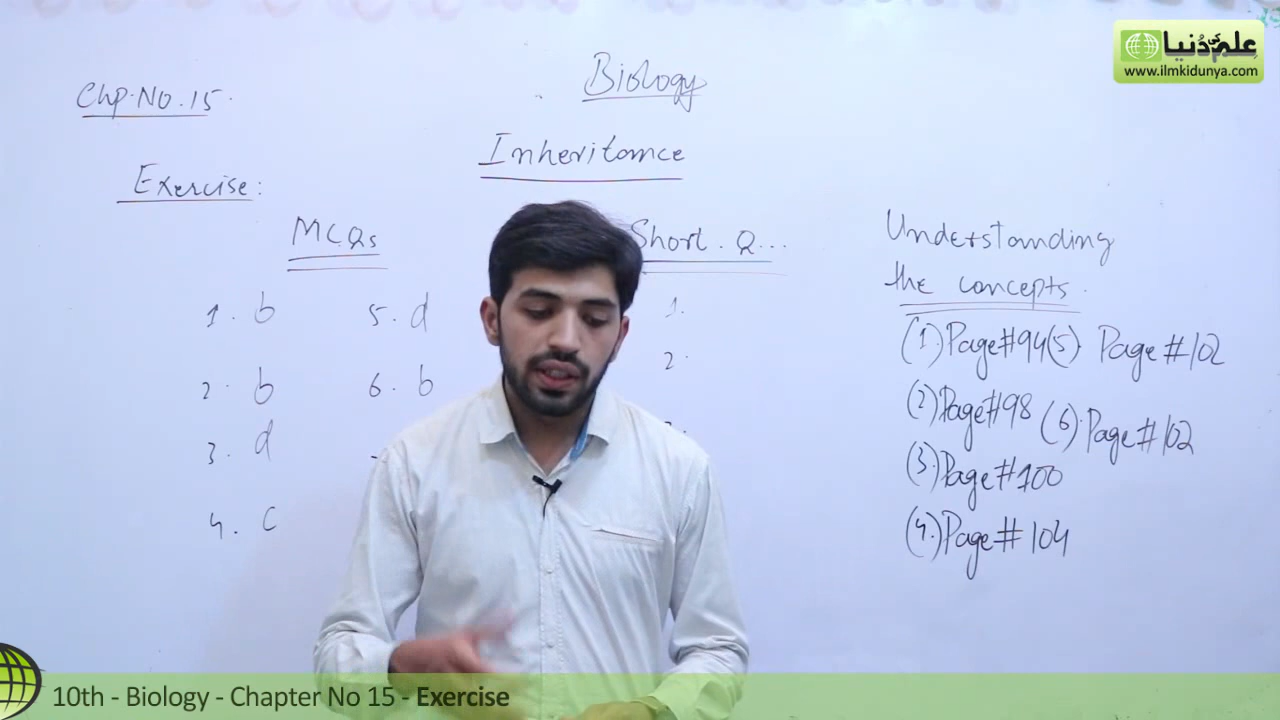 علم کی دُنیا
www.ilmkidunya.com
Chp.No.15.
Biology
Inheritance
Exercise:
MCQs
Short. Q...
1. b
5. d
2. b
6. b
3. d
4. c
1.
2.
Understanding
the concepts.
(1.) Page#94 (5) Page#102
(2) Page#98 (6). Page#102
(3.) Page#100
(4.) Page#104
10th - Biology - Chapter No 15 - Exercise